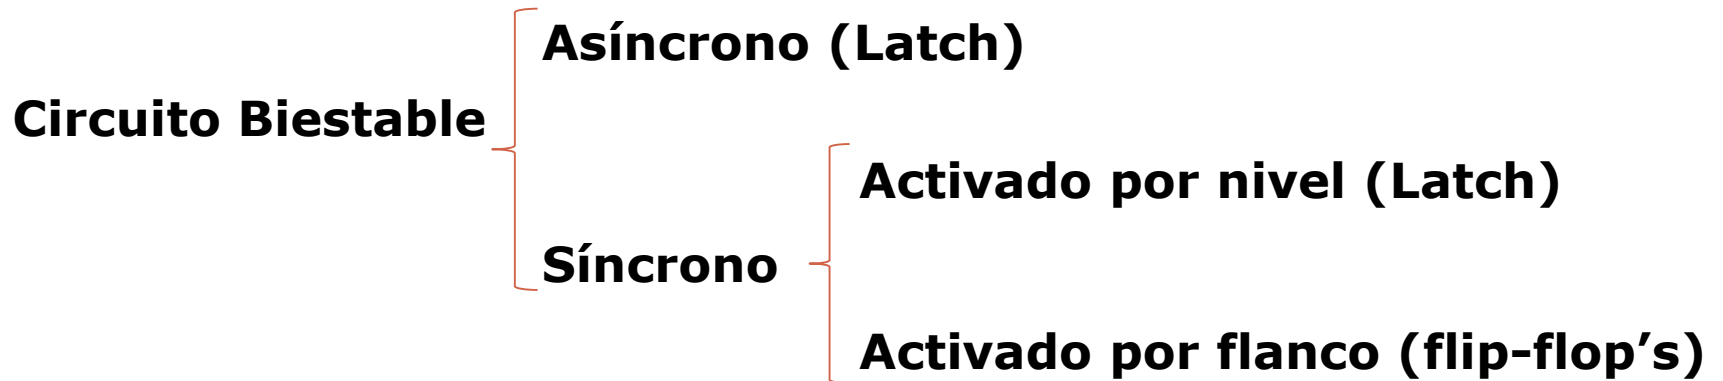 Asíncrono (Latch)
Circuito Biestable
Activado por nivel (Latch)
Síncrono
Activado por flanco (flip-flop’s)